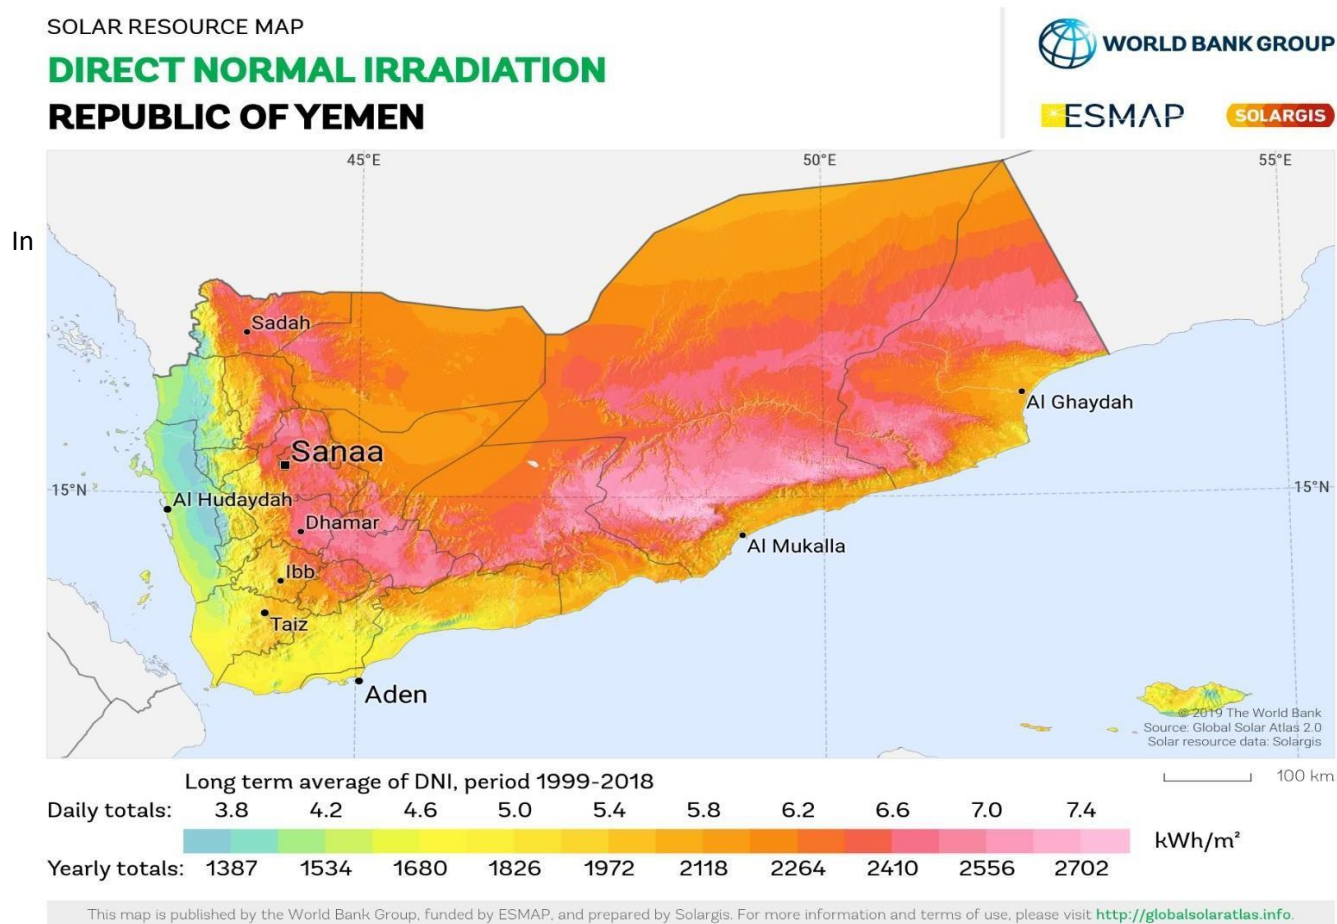 SOLAR RESOURCE MAP
DIRECT NORMAL IRRADIATION
REPUBLIC OF YEMEN
WORLD BANK GROUP
ESMAP
SOLARGIS
45°E
50°E
55°E
In
Sadah
Al Ghaydah
Sanaa
15°N
15°N
Al Hudaydah
Dhamar
Al Mukalla
Ibb
Taiz
Aden
© 2019 The World Bank
Source: Global Solar Atlas 2.0
Solar resource data: Solargis
100 km
Long term average of DNI, period 1999-2018
Daily totals: 3.8 4.2 4.6 5.0 5.4 5.8 6.2 6.6 7.0 7.4
kWh/m²
Yearly totals: 1387 1534 1680 1826 1972 2118 2264 2410 2556 2702
This map is published by the World Bank Group, funded by ESMAP, and prepared by Solargis. For more information and terms of use, please visit http://globalsolaratlas.info.